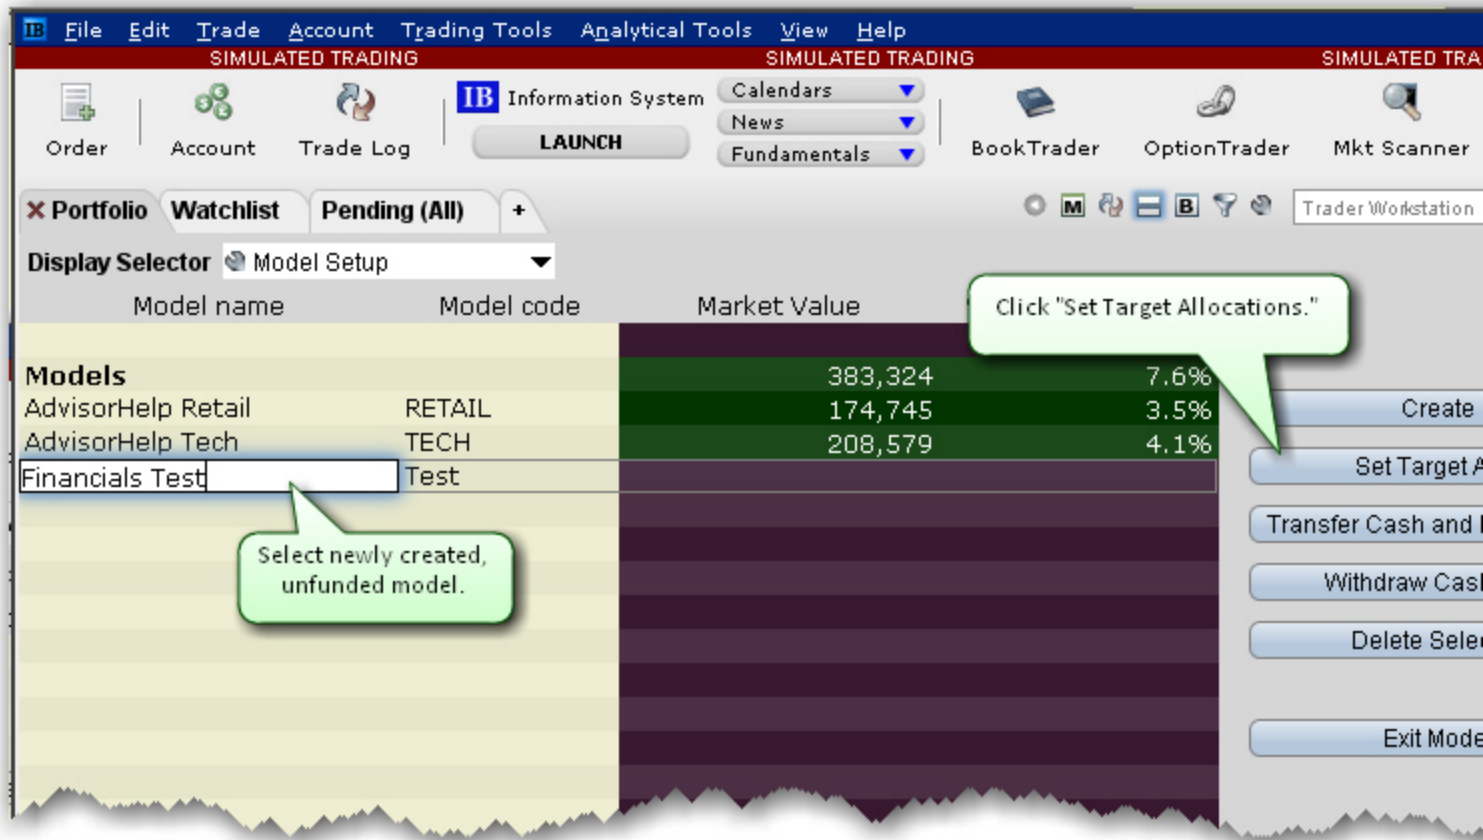 IB File Edit Trade Account Trading Tools Analytical Tools View Help
SIMULATED TRADING SIMULATED TRADING SIMULATED TRA
IB Information System
LAUNCH
Calendars
News
Fundamentals
Order Account Trade Log BookTrader OptionTrader Mkt Scanner
Portfolio Watchlist Pending (All) + M B Trader Workstation
Display Selector Model Setup
Model name Model code Market Value
Click "Set Target Allocations."
Models 383,324 7.6%
AdvisorHelp Retail RETAIL 174,745 3.5%
AdvisorHelp Tech TECH 208,579 4.1%
Financials Test Test
Create
Set Target A
Transfer Cash and
Withdraw Cash
Delete Selec
Exit Mode
Select newly created,
unfunded model.